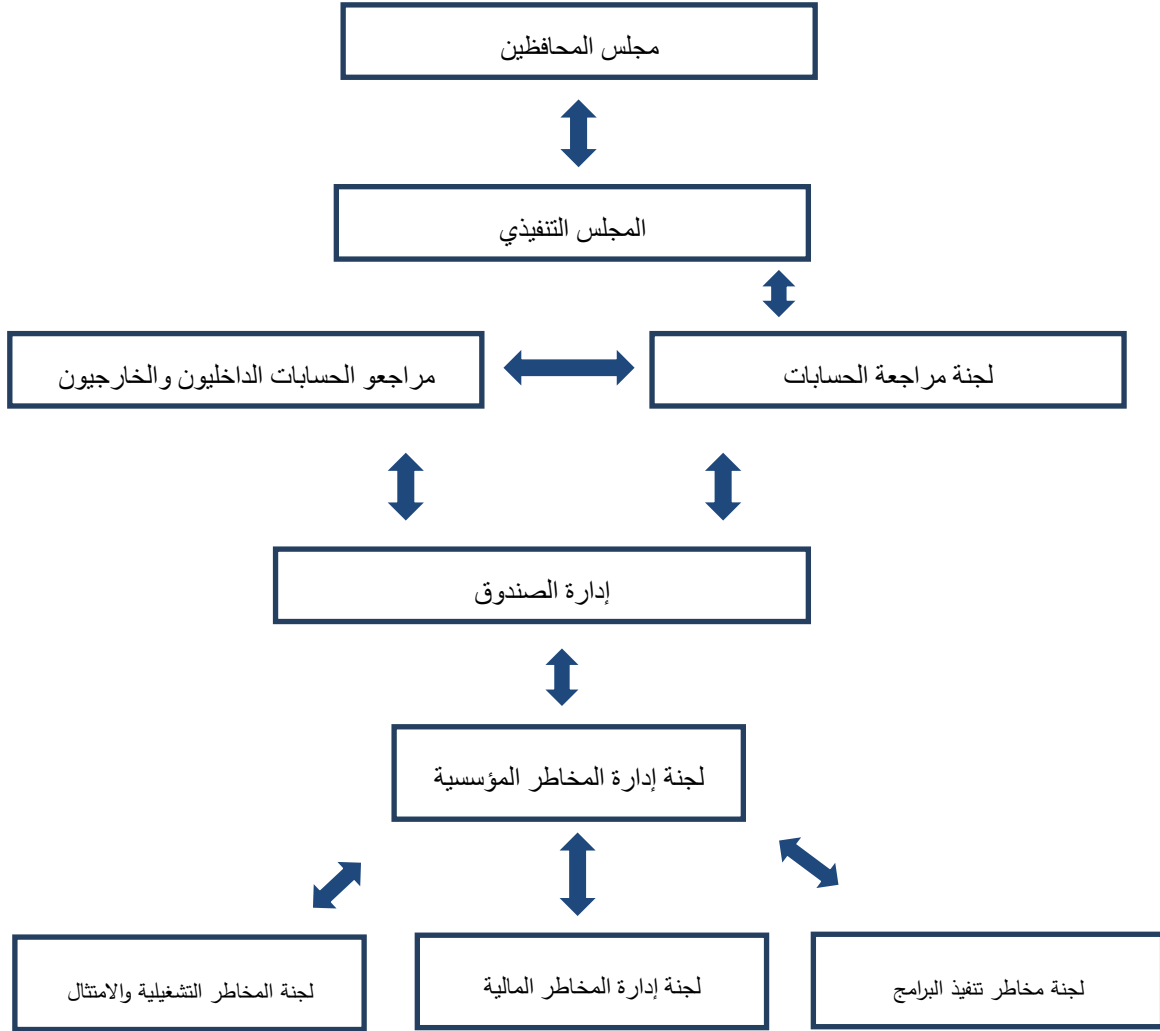 مجلس المحافظين
المجلس التنفيذي
لجنة مراجعة الحسابات
مراجعو الحسابات الداخليون والخارجيون
إدارة الصندوق
لجنة إدارة المخاطر المؤسسية
لجنة مخاطر تنفيذ البرامج
لجنة إدارة المخاطر المالية
لجنة المخاطر التشغيلية والامتثال